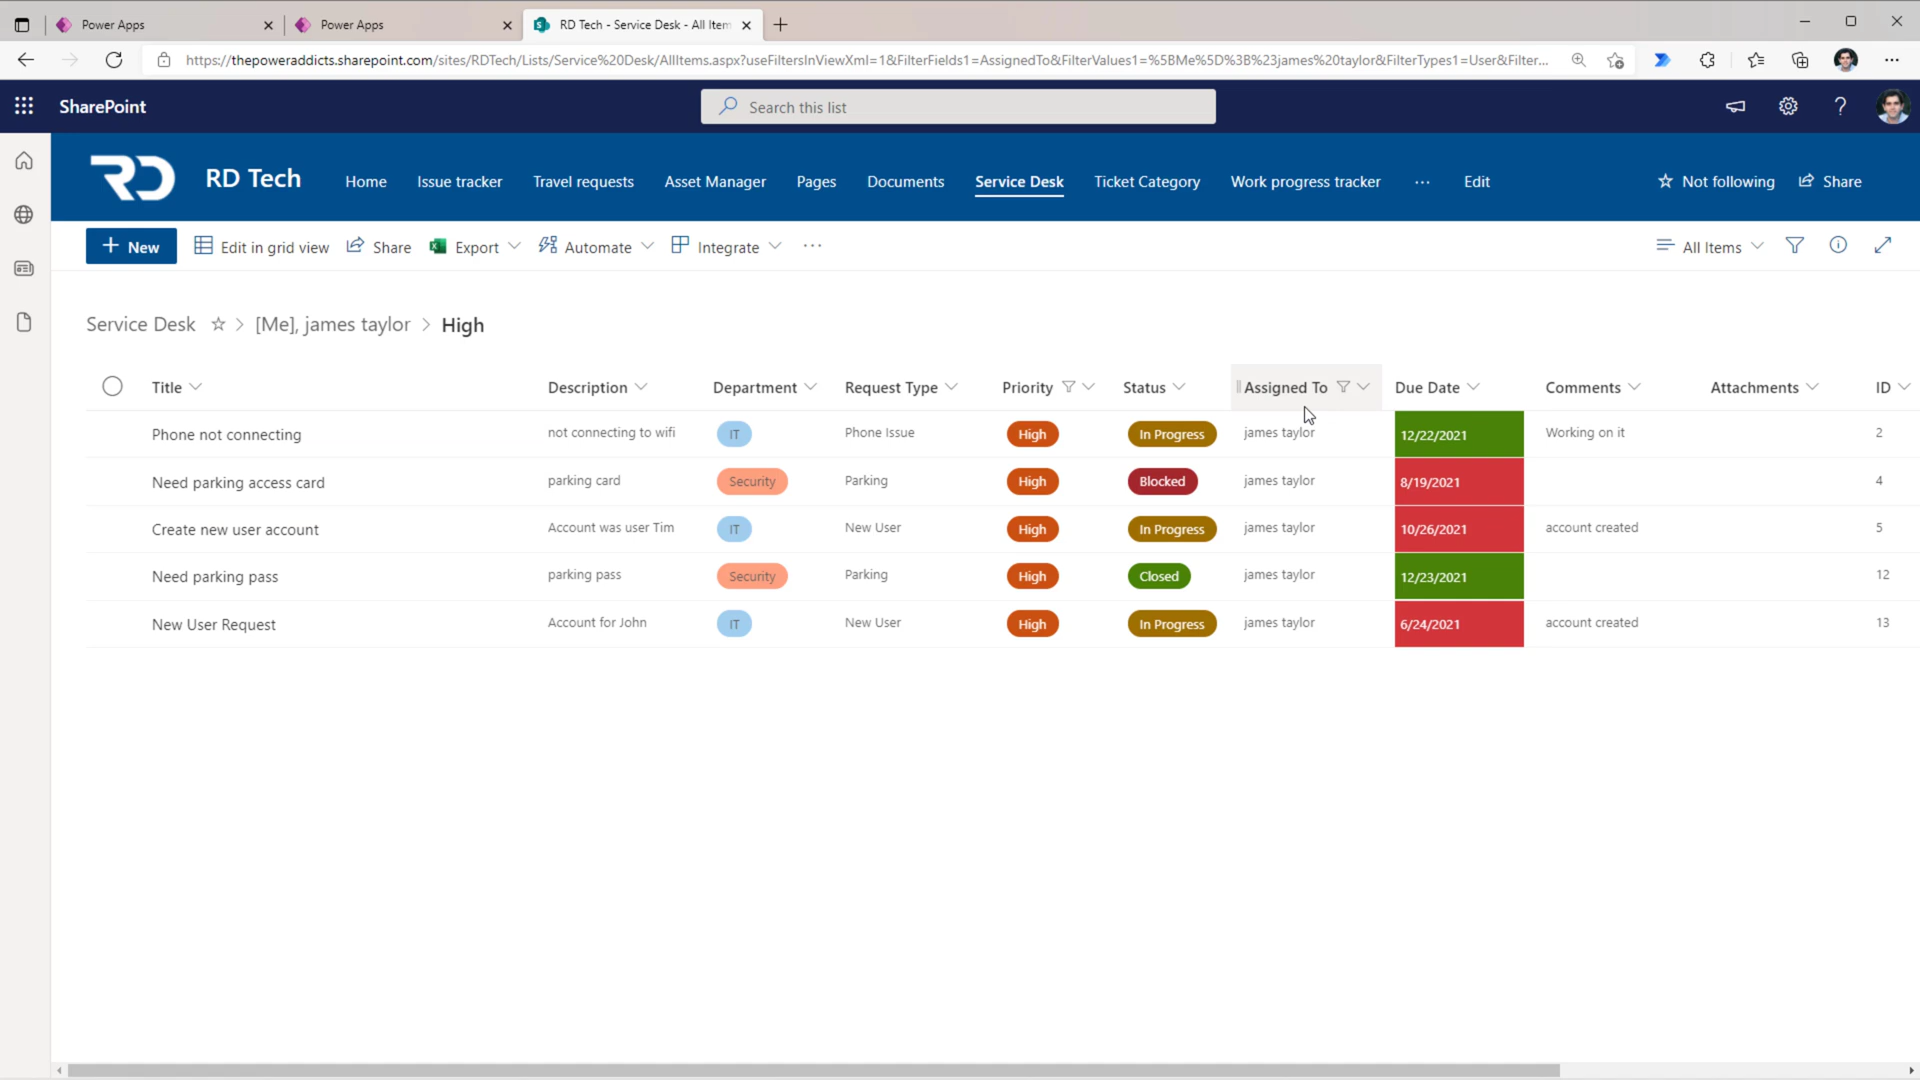 Power Apps
Power Apps
RD Tech - Service Desk - All Item
https://thepoweraddicts.sharepoint.com/sites/RDTech/Lists/Service%20Desk/AllItems.aspx?useFiltersInViewXml=1&FilterFields1=AssignedTo&FilterValues1=%5BMe%5D%3B%23james%20taylor&FilterTypes1=User&Filter...
SharePoint
Search this list
RD
RD Tech
Home
Issue tracker
Travel requests
Asset Manager
Pages
Documents
Service Desk
Ticket Category
Work progress tracker
...
Edit
Not following
Share
New
Edit in grid view
Share
Export
Automate
Integrate
...
All Items
Service Desk > [Me], james taylor > High
Title Description Department Request Type Priority Status Assigned To Due Date Comments Attachments ID
Phone not connecting not connecting to wifi IT Phone Issue High In Progress james taylor 12/22/2021 Working on it 2
Need parking access card parking card Security Parking High Blocked james taylor 8/19/2021 4
Create new user account Account was user Tim IT New User High In Progress james taylor 10/26/2021 account created 5
Need parking pass parking pass Security Parking High Closed james taylor 12/23/2021 12
New User Request Account for John IT New User High In Progress james taylor 6/24/2021 account created 13